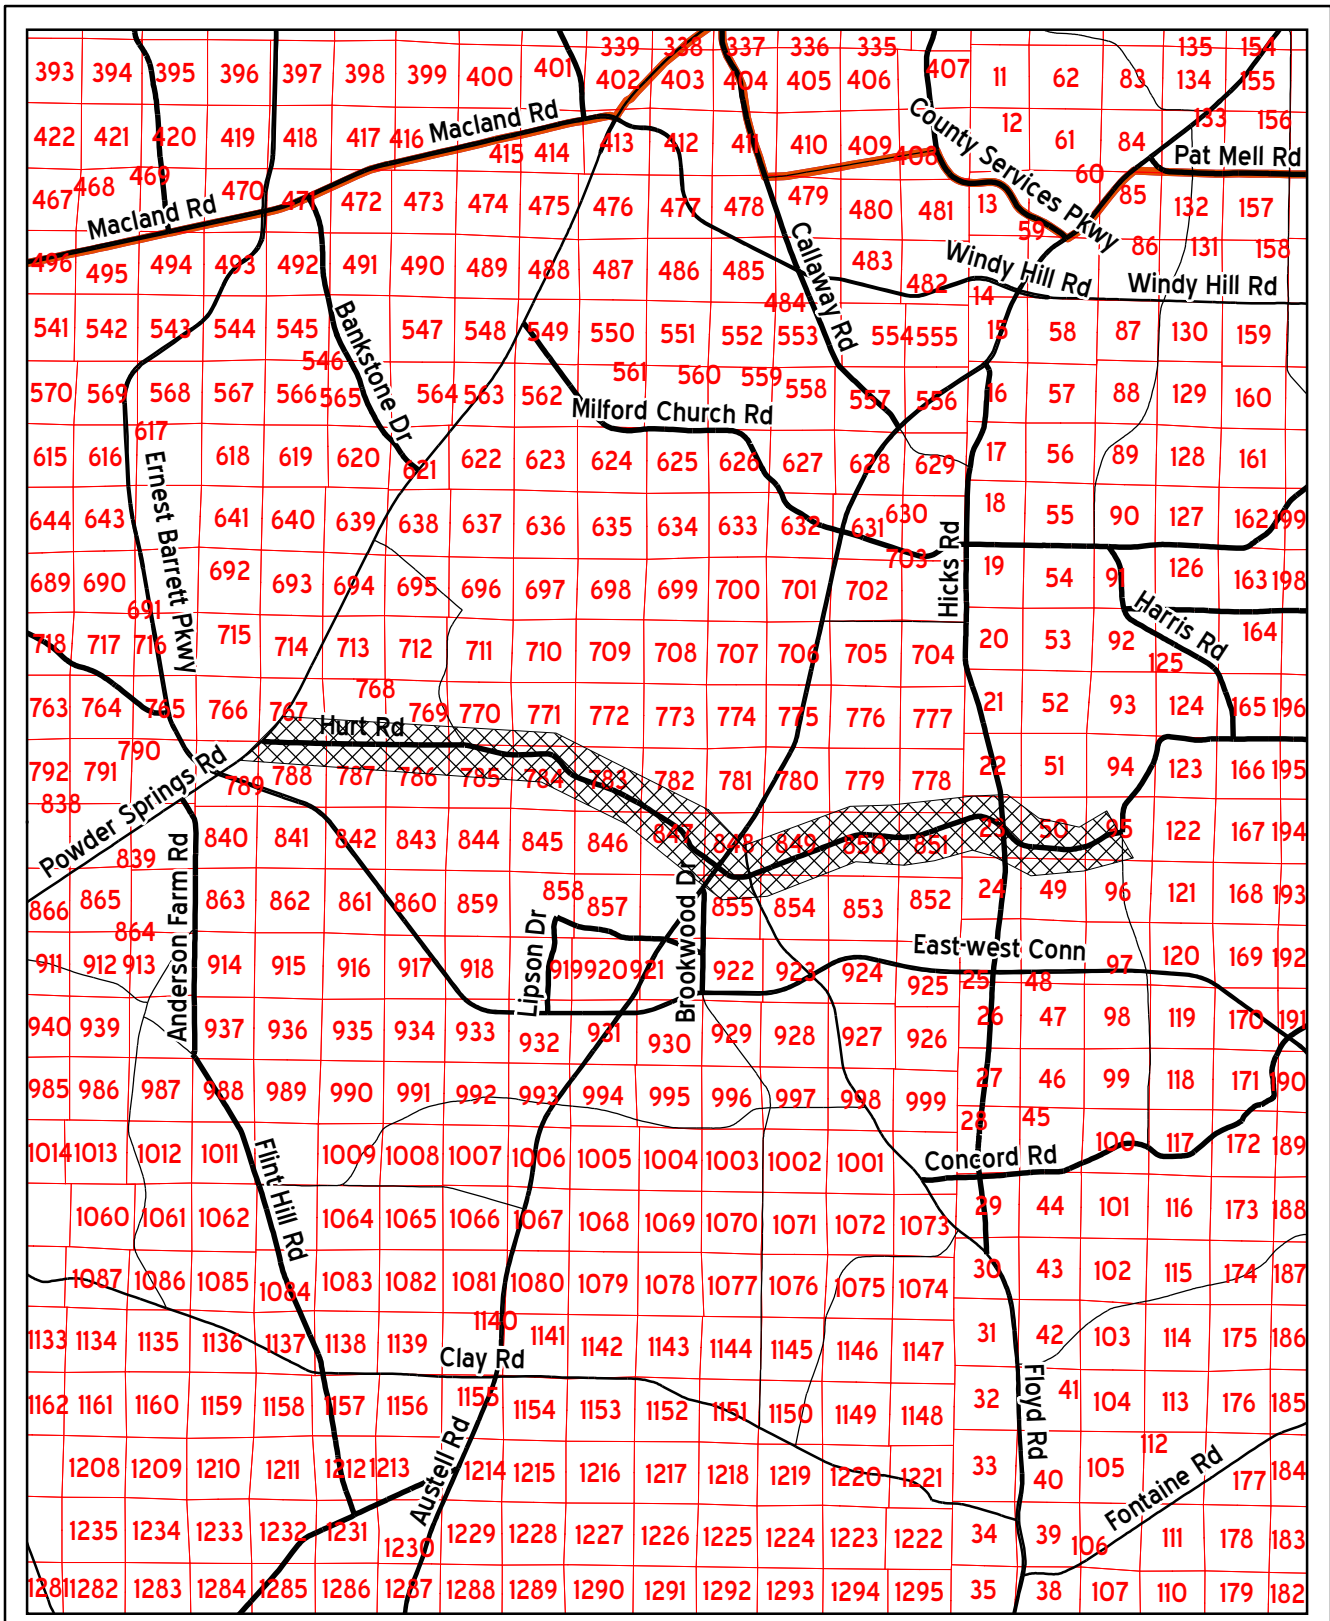 339 338 337 336 335 135 154
393 394 395 396 397 398 399 400 401 402 403 404 405 406 407 11 62 83 134 155
Macland Rd County Services Pkwy
422 421 420 419 418 417 416 415 414 413 412 411 410 409 408 12 61 84 133 156
Pat Mell Rd
467 468 469 470 471 472 473 474 475 476 477 478 479 480 481 13 59 60 85 132 157
Macland Rd
496 495 494 493 492 491 490 489 488 487 486 485 484 483 482 14 86 131 158
Callaway Rd
Windy Hill Rd
Windy Hill Rd
541 542 543 544 545 546 547 548 549 550 551 552 553 554 555 15 58 87 130 159
Bankstone Dr
570 569 568 567 566 565 564 563 562 561 560 559 558 557 556 16 57 88 129 160
Milford Church Rd
615 616 617 618 619 620 621 622 623 624 625 626 627 628 629 17 56 89 128 161
Ernest Barrett Pkwy
644 643 641 640 639 638 637 636 635 634 633 632 631 630 18 55 90 127 162 199
Hicks Rd
689 690 691 692 693 694 695 696 697 698 699 700 701 702 703 19 54 91 126 163 198
Harris Rd
718 717 716 715 714 713 712 711 710 709 708 707 706 705 704 20 53 92 125 164
763 764 765 766 767 768 769 770 771 772 773 774 775 776 777 21 52 93 124 165 196
Hurt Rd
792 791 790 789 788 787 786 785 784 783 782 781 780 779 778 22 51 94 123 166 195
Powder Springs Rd
838 839 840 841 842 843 844 845 846 847 848 849 850 851 23 50 95 122 167 194
Anderson Farm Rd
866 865 864 863 862 861 860 859 858 857 855 854 853 852 24 49 96 121 168 193
Lipson Dr
Brookwood Dr
East-west Conn
911 912 913 914 915 916 917 918 919 920 921 922 923 924 925 25 48 97 120 169 192
940 939 937 936 935 934 933 932 931 930 929 928 927 926 26 47 98 119 170 191
985 986 987 988 989 990 991 992 993 994 995 996 997 998 999 27 46 99 118 171 190
1014 1013 1012 1011 1009 1008 1007 1006 1005 1004 1003 1002 1001 28 45 100 117 172 189
Flint Hill Rd
Concord Rd
1060 1061 1062 1064 1065 1066 1067 1068 1069 1070 1071 1072 1073 29 44 101 116 173 188
1087 1086 1085 1084 1083 1082 1081 1080 1079 1078 1077 1076 1075 1074 30 43 102 115 174 187
1133 1134 1135 1136 1137 1138 1139 1140 1141 1142 1143 1144 1145 1146 1147 31 42 103 114 175 186
Clay Rd
Floyd Rd
1162 1161 1160 1159 1158 1157 1156 1155 1154 1153 1152 1151 1150 1149 1148 32 41 104 113 176 185
Austell Rd
1208 1209 1210 1211 1212 1213 1214 1215 1216 1217 1218 1219 1220 1221 33 40 105 112 177 184
Fontaine Rd
1235 1234 1233 1232 1231 1230 1229 1228 1227 1226 1225 1224 1223 1222 34 39 106 111 178 183
1281 1282 1283 1284 1285 1286 1287 1288 1289 1290 1291 1292 1293 1294 1295 35 38 107 110 179 182